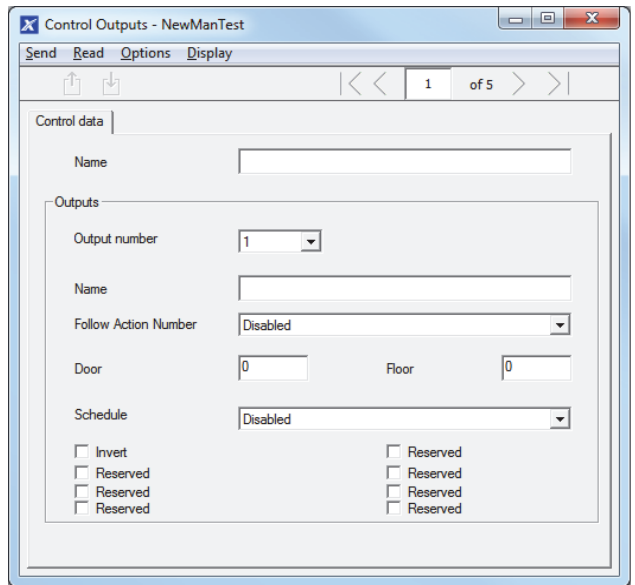 Control Outputs - NewManTest
Send Read Options Display
1 of 5
Control data
Name
Outputs
Output number 1
Name
Follow Action Number Disabled
Door 0 Floor 0
Schedule Disabled
Invert Reserved
Reserved Reserved
Reserved Reserved
Reserved Reserved